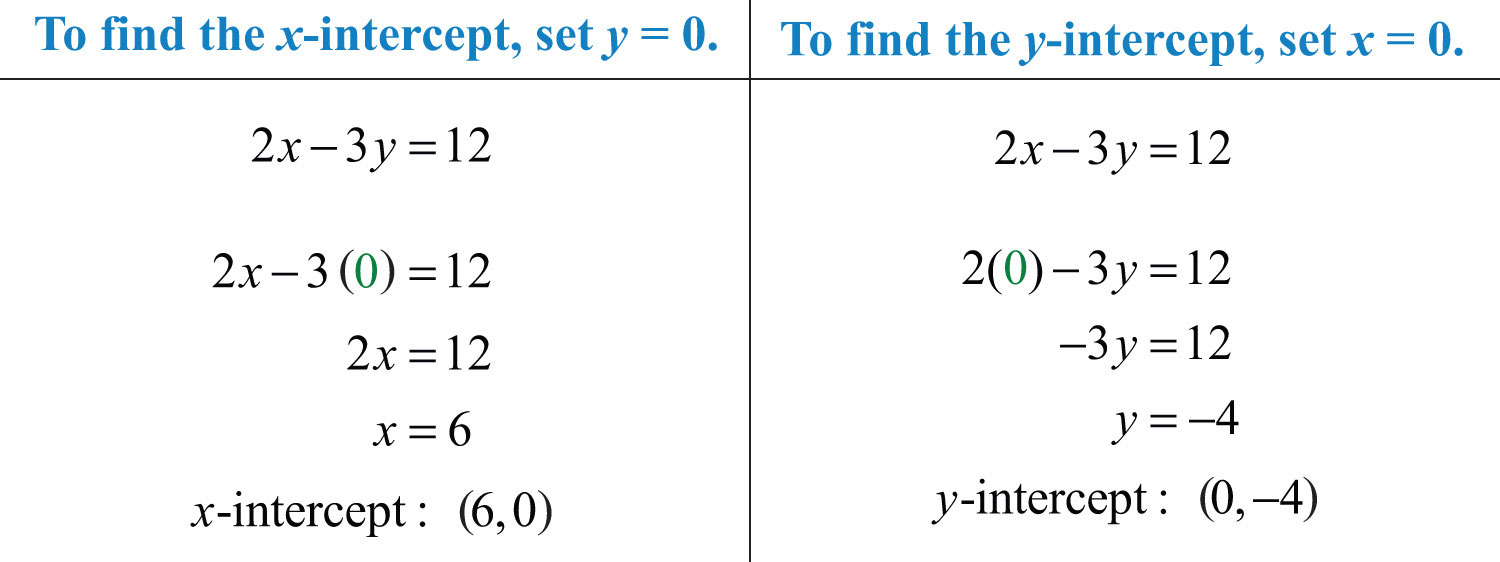 To find the x-intercept, set y = 0.
2x − 3y = 12
2x − 3(0) = 12
2x = 12
x = 6
x-intercept: (6, 0)
To find the y-intercept, set x = 0.
2x − 3y = 12
2(0) − 3y = 12
−3y = 12
y = −4
y-intercept: (0, −4)